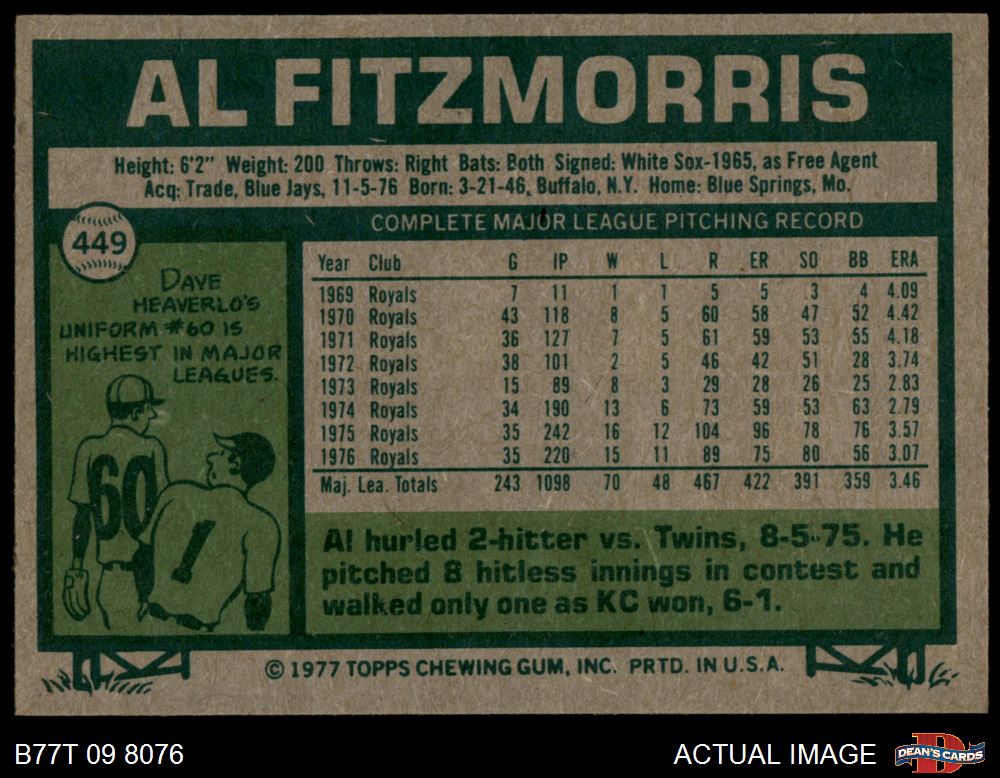 AL FITZMORRIS
Height: 6'2" Weight: 200 Throws: Right Bats: Both Signed: White Sox-1965, as Free Agent
Acq: Trade, Blue Jays, 11-5-76 Born: 3-21-46, Buffalo, N.Y. Home: Blue Springs, Mo.
449
DAVE
HEAVERLO'S
UNIFORM #60 IS
HIGHEST IN MAJOR
LEAGUES.
60
1
COMPLETE MAJOR LEAGUE PITCHING RECORD
Year Club G IP W L R ER SO BB ERA
1969 Royals 7 11 1 1 5 5 3 4 4.09
1970 Royals 43 118 8 5 60 58 47 52 4.42
1971 Royals 36 127 7 5 61 59 53 55 4.18
1972 Royals 38 101 2 5 46 42 51 28 3.74
1973 Royals 15 89 8 3 29 28 26 25 2.83
1974 Royals 34 190 13 6 73 59 53 63 2.79
1975 Royals 35 242 16 12 104 96 78 76 3.57
1976 Royals 35 220 15 11 89 75 80 56 3.07
Maj. Lea. Totals 243 1098 70 48 467 422 391 359 3.46
Al hurled 2-hitter vs. Twins, 8-5-75. He
pitched 8 hitless innings in contest and
walked only one as KC won, 6-1.
© 1977 TOPPS CHEWING GUM, INC. PRTD. IN U.S.A.
B77T 09 8076
ACTUAL IMAGE
D
DEAN'S CARDS